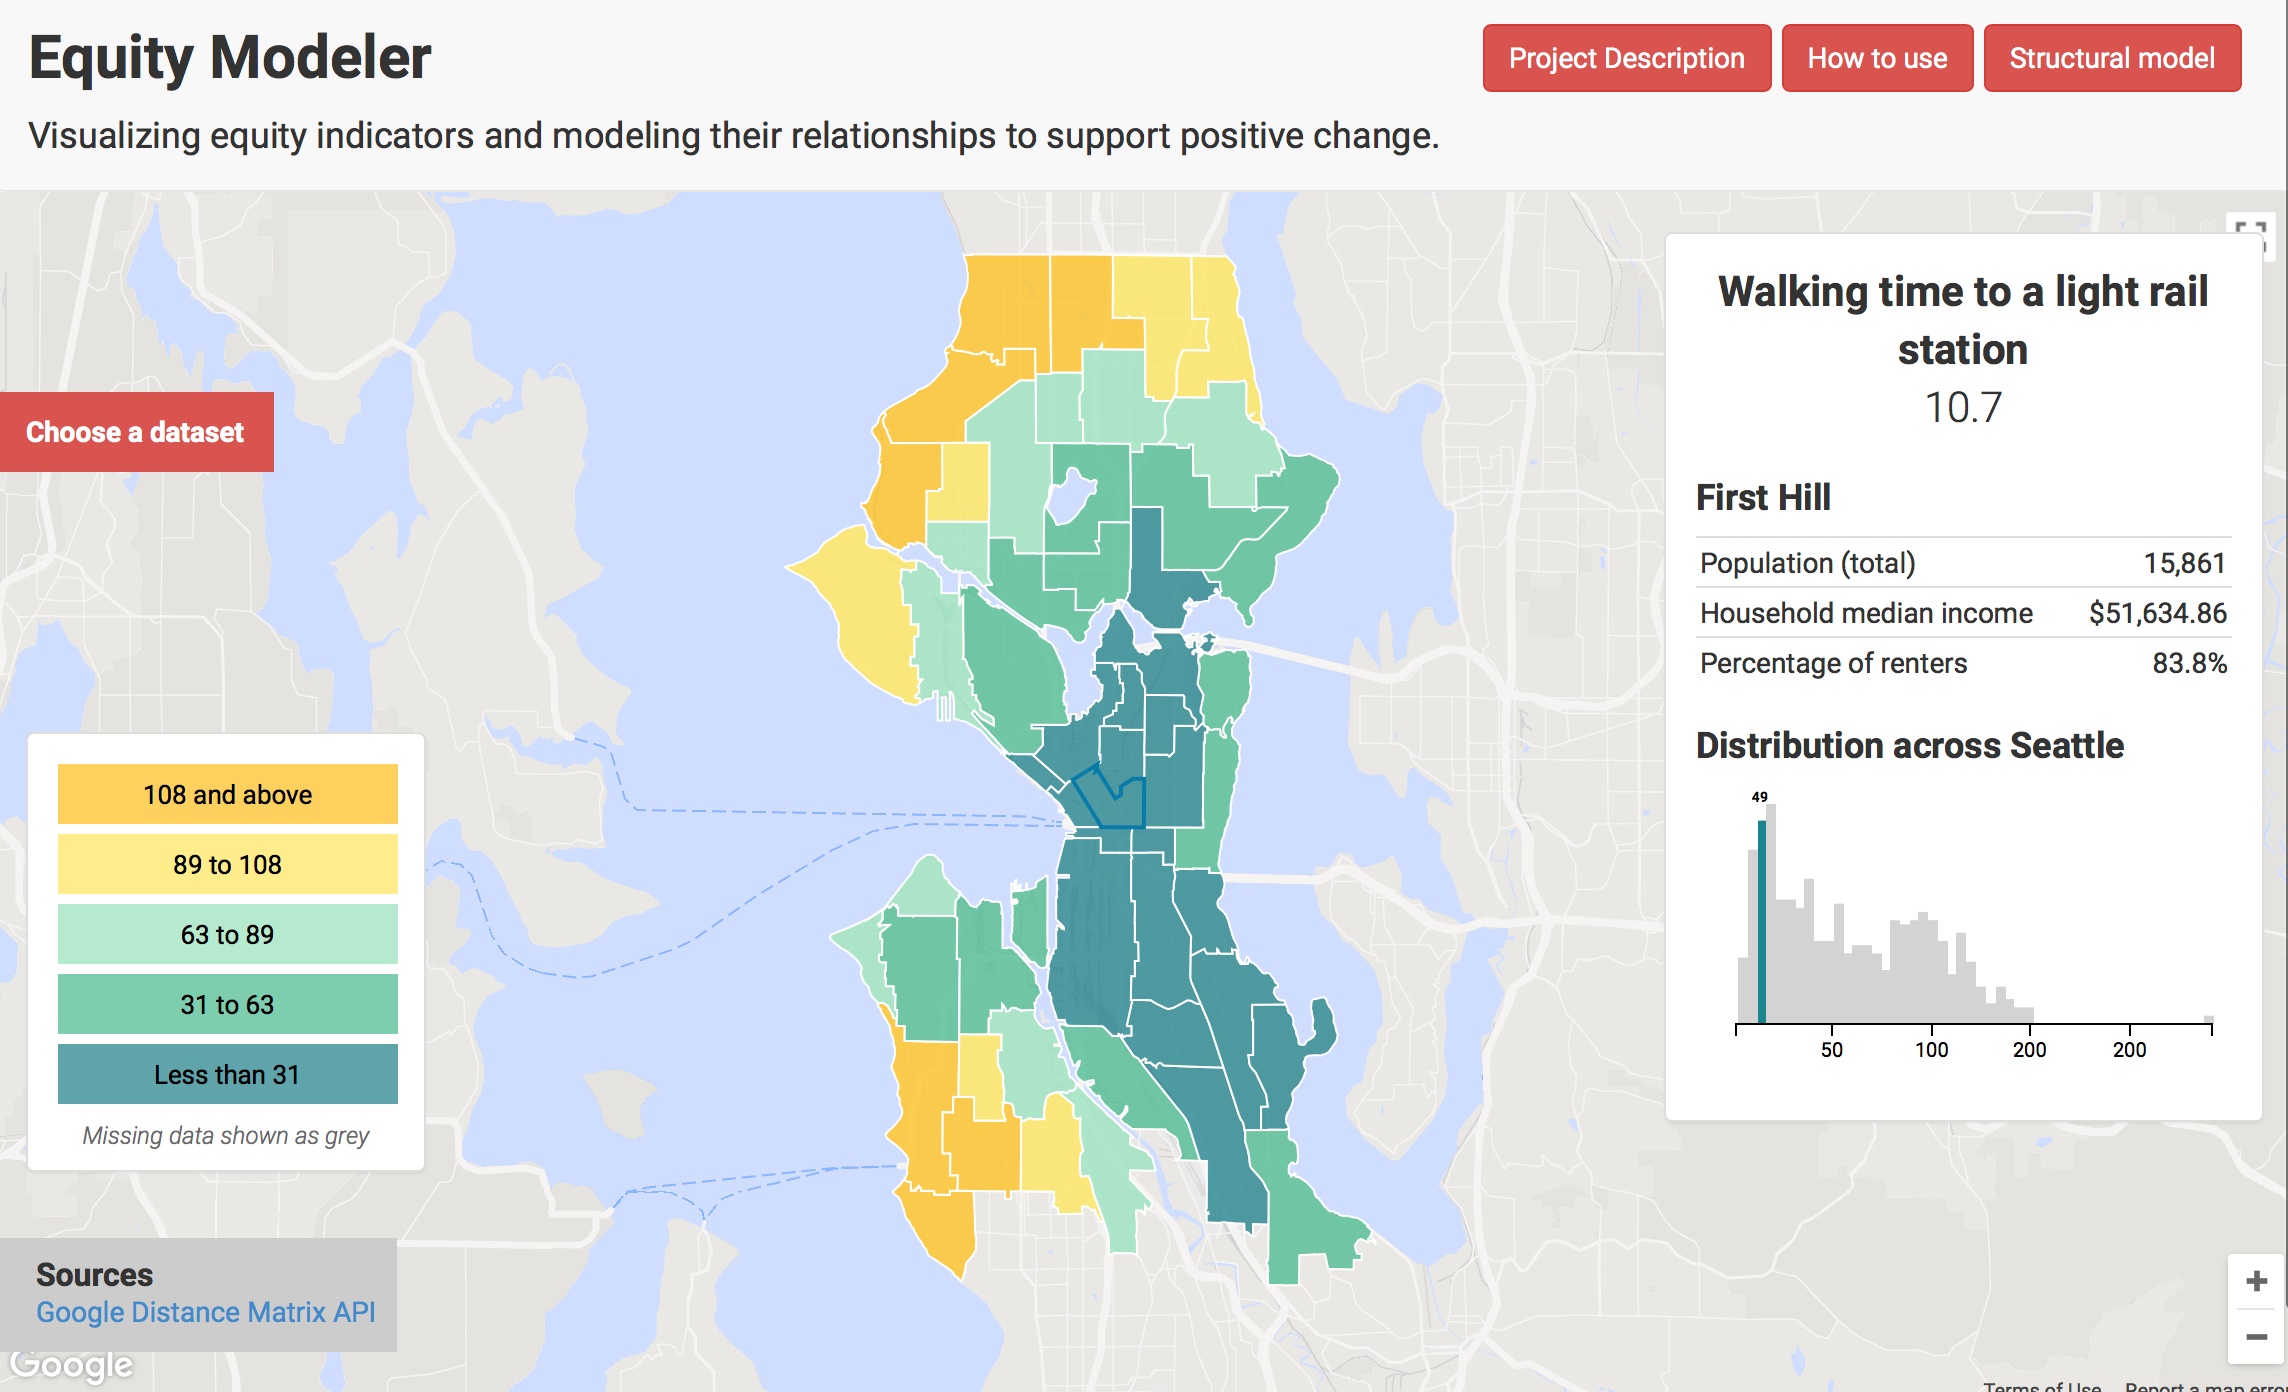 Equity Modeler
Project Description
How to use
Structural model
Visualizing equity indicators and modeling their relationships to support positive change.
Choose a dataset
108 and above
89 to 108
63 to 89
31 to 63
Less than 31
Missing data shown as grey
Sources
Google Distance Matrix API
Google
Walking time to a light rail
station
10.7
First Hill
Population (total) 15,861
Household median income $51,634.86
Percentage of renters 83.8%
Distribution across Seattle
49
50 100 200 200
+
−
Terms of Use Report a map error